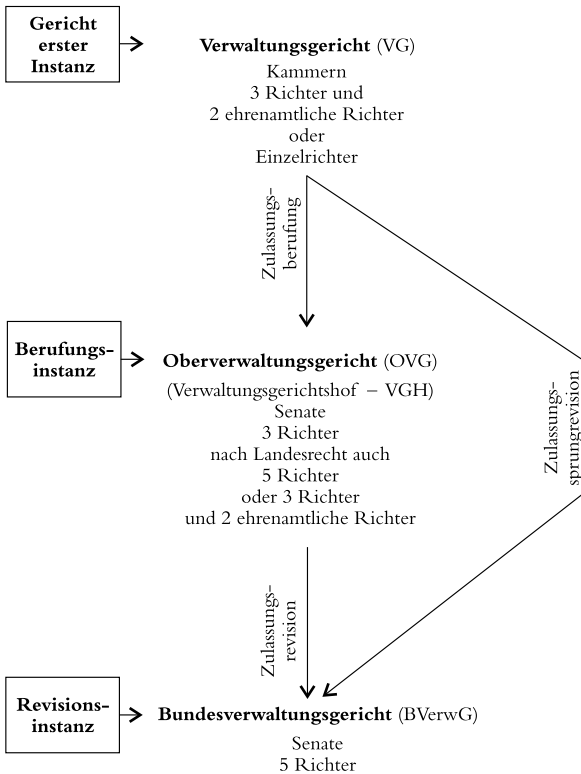 Gericht
erster
Instanz
Verwaltungsgericht (VG)
Kammern
3 Richter und
2 ehrenamtliche Richter
oder
Einzelrichter
Zulassungs-
berufung
Berufungs-
instanz
Oberverwaltungsgericht (OVG)
(Verwaltungsgerichtshof – VGH)
Senate
3 Richter
nach Landesrecht auch
5 Richter
oder 3 Richter
und 2 ehrenamtliche Richter
Zulassungs-
sprungrevision
Zulassungs-
revision
Revisions-
instanz
Bundesverwaltungsgericht (BVerwG)
Senate
5 Richter